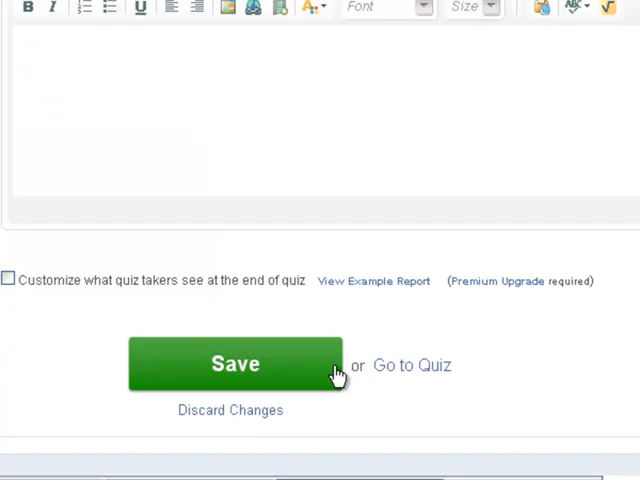 B I U Font Size ABC
Customize what quiz takers see at the end of quiz View Example Report (Premium Upgrade required)
Save or Go to Quiz
Discard Changes